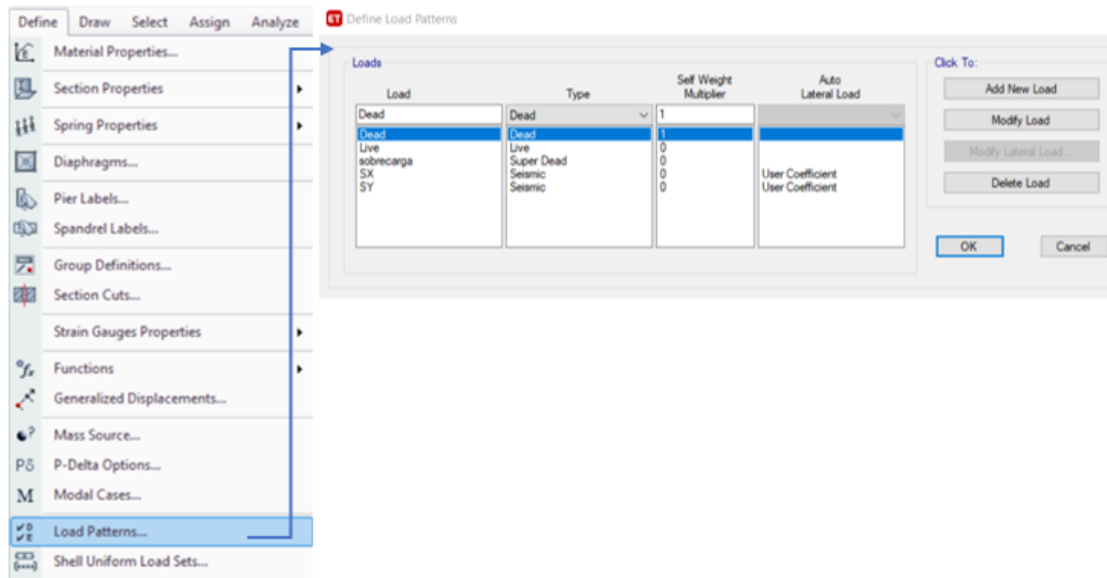 Define Draw Select Assign Analyze
Material Properties...
Section Properties
Spring Properties
Diaphragms...
Pier Labels...
Spandrel Labels...
Group Definitions...
Section Cuts...
Strain Gauges Properties
fx Functions
Generalized Displacements...
Mass Source...
Pδ P-Delta Options...
M Modal Cases...
Load Patterns...
Shell Uniform Load Sets...
ET Define Load Patterns
Loads
Load Type Self Weight Multiplier Auto Lateral Load
Dead Dead 1
Dead Dead 1
Live Live 0
sobrecarga Super Dead 0
SX Seismic 0 User Coefficient
SY Seismic 0 User Coefficient
Click To:
Add New Load
Modify Load
Modify Lateral Load...
Delete Load
OK Cancel